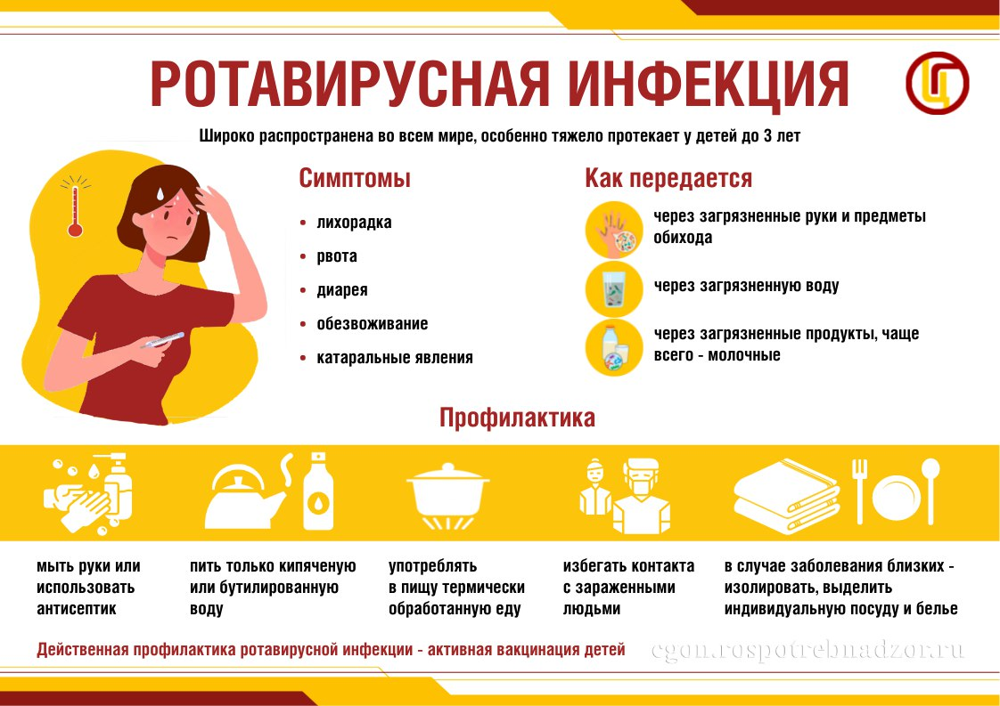 РОТАВИРУСНАЯ ИНФЕКЦИЯ
ЦГ
Широко распространена во всем мире, особенно тяжело протекает у детей до 3 лет
Симптомы
• лихорадка
• рвота
• диарея
• обезвоживание
• катаральные явления
Как передается
через загрязненные руки и предметы
обихода
через загрязненную воду
через загрязненные продукты, чаще
всего - молочные
Профилактика
мыть руки или
использовать
антисептик
пить только кипяченую
или бутилированную
воду
употреблять
в пищу термически
обработанную еду
избегать контакта
с зараженными
людьми
в случае заболевания близких -
изолировать, выделить
индивидуальную посуду и белье
Действенная профилактика ротавирусной инфекции - активная вакцинация детей
cgon.rospotrebnadzor.ru